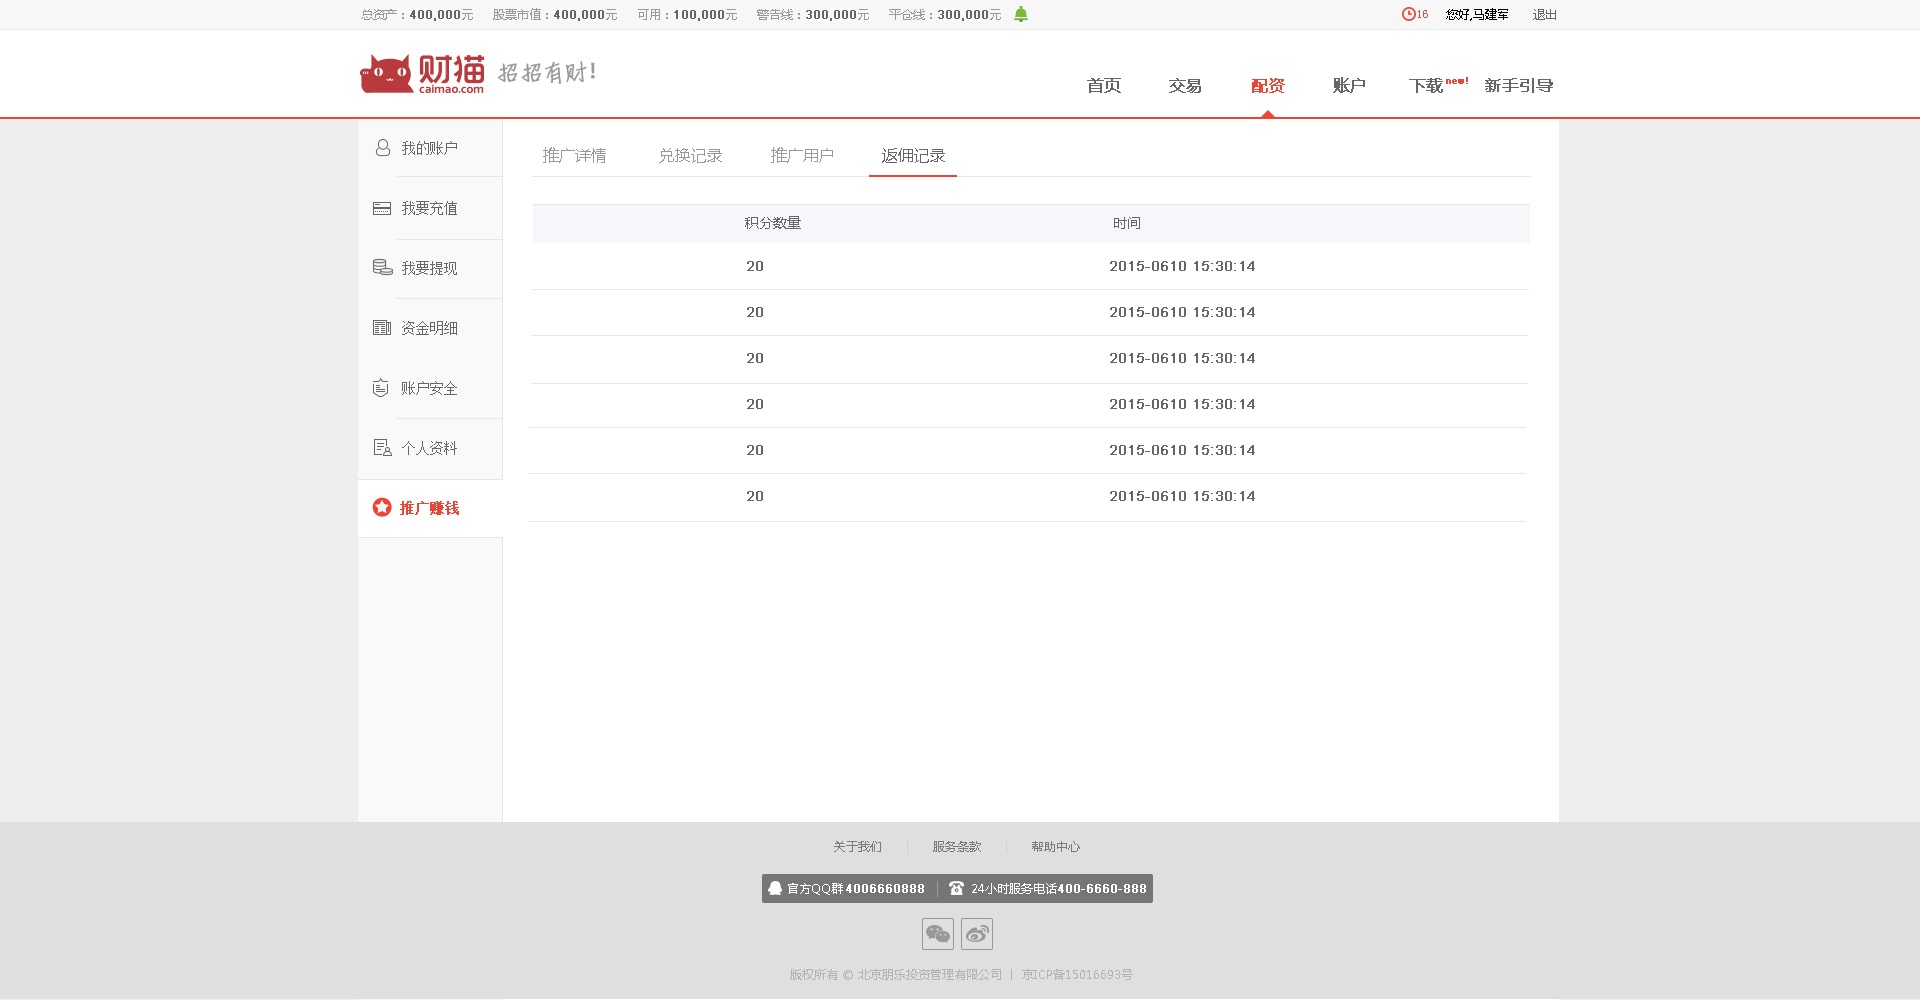 总资产：400,000元 股票市值：400,000元 可用：100,000元 警告线：300,000元 平仓线：300,000元 16 您好,马建军 退出
财猫 caimao.com 招招有财!
首页 交易 配资 账户 下载 new! 新手引导
我的账户
我要充值
我要提现
资金明细
账户安全
个人资料
推广赚钱
推广详情 兑换记录 推广用户 返佣记录
积分数量 时间
20 2015-0610 15:30:14
20 2015-0610 15:30:14
20 2015-0610 15:30:14
20 2015-0610 15:30:14
20 2015-0610 15:30:14
20 2015-0610 15:30:14
关于我们 | 服务条款 | 帮助中心
官方QQ群4006660888 | 24小时服务电话400-6660-888
版权所有 © 北京朋乐投资管理有限公司 | 京ICP备15016693号